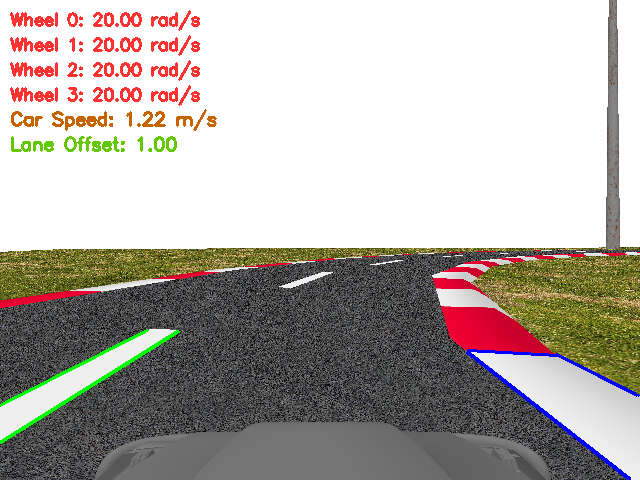 Wheel 0: 20.00 rad/s
Wheel 1: 20.00 rad/s
Wheel 2: 20.00 rad/s
Wheel 3: 20.00 rad/s
Car Speed: 1.22 m/s
Lane Offset: 1.00